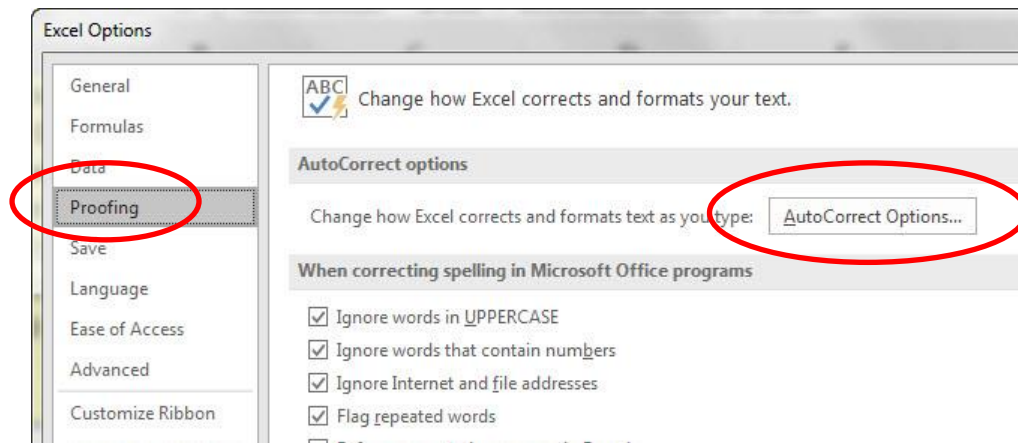 Excel Options
General
Formulas
Data
Proofing
Save
Language
Ease of Access
Advanced
Customize Ribbon
ABC
Change how Excel corrects and formats your text.
AutoCorrect options
Change how Excel corrects and formats text as you type:
AutoCorrect Options...
When correcting spelling in Microsoft Office programs
Ignore words in UPPERCASE
Ignore words that contain numbers
Ignore Internet and file addresses
Flag repeated words